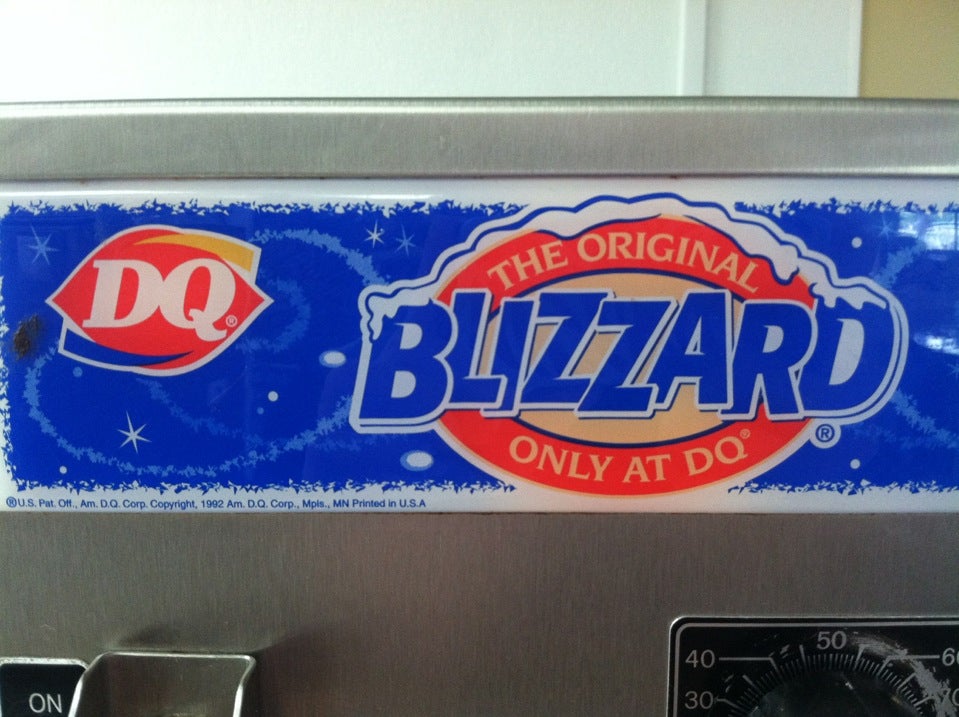 DQ®
THE ORIGINAL
BLIZZARD®
ONLY AT DQ®
®U.S. Pat. Off., Am. D.Q. Corp. Copyright, 1992 Am. D.Q. Corp., Mpls., MN Printed in U.S.A
ON
50
40
30